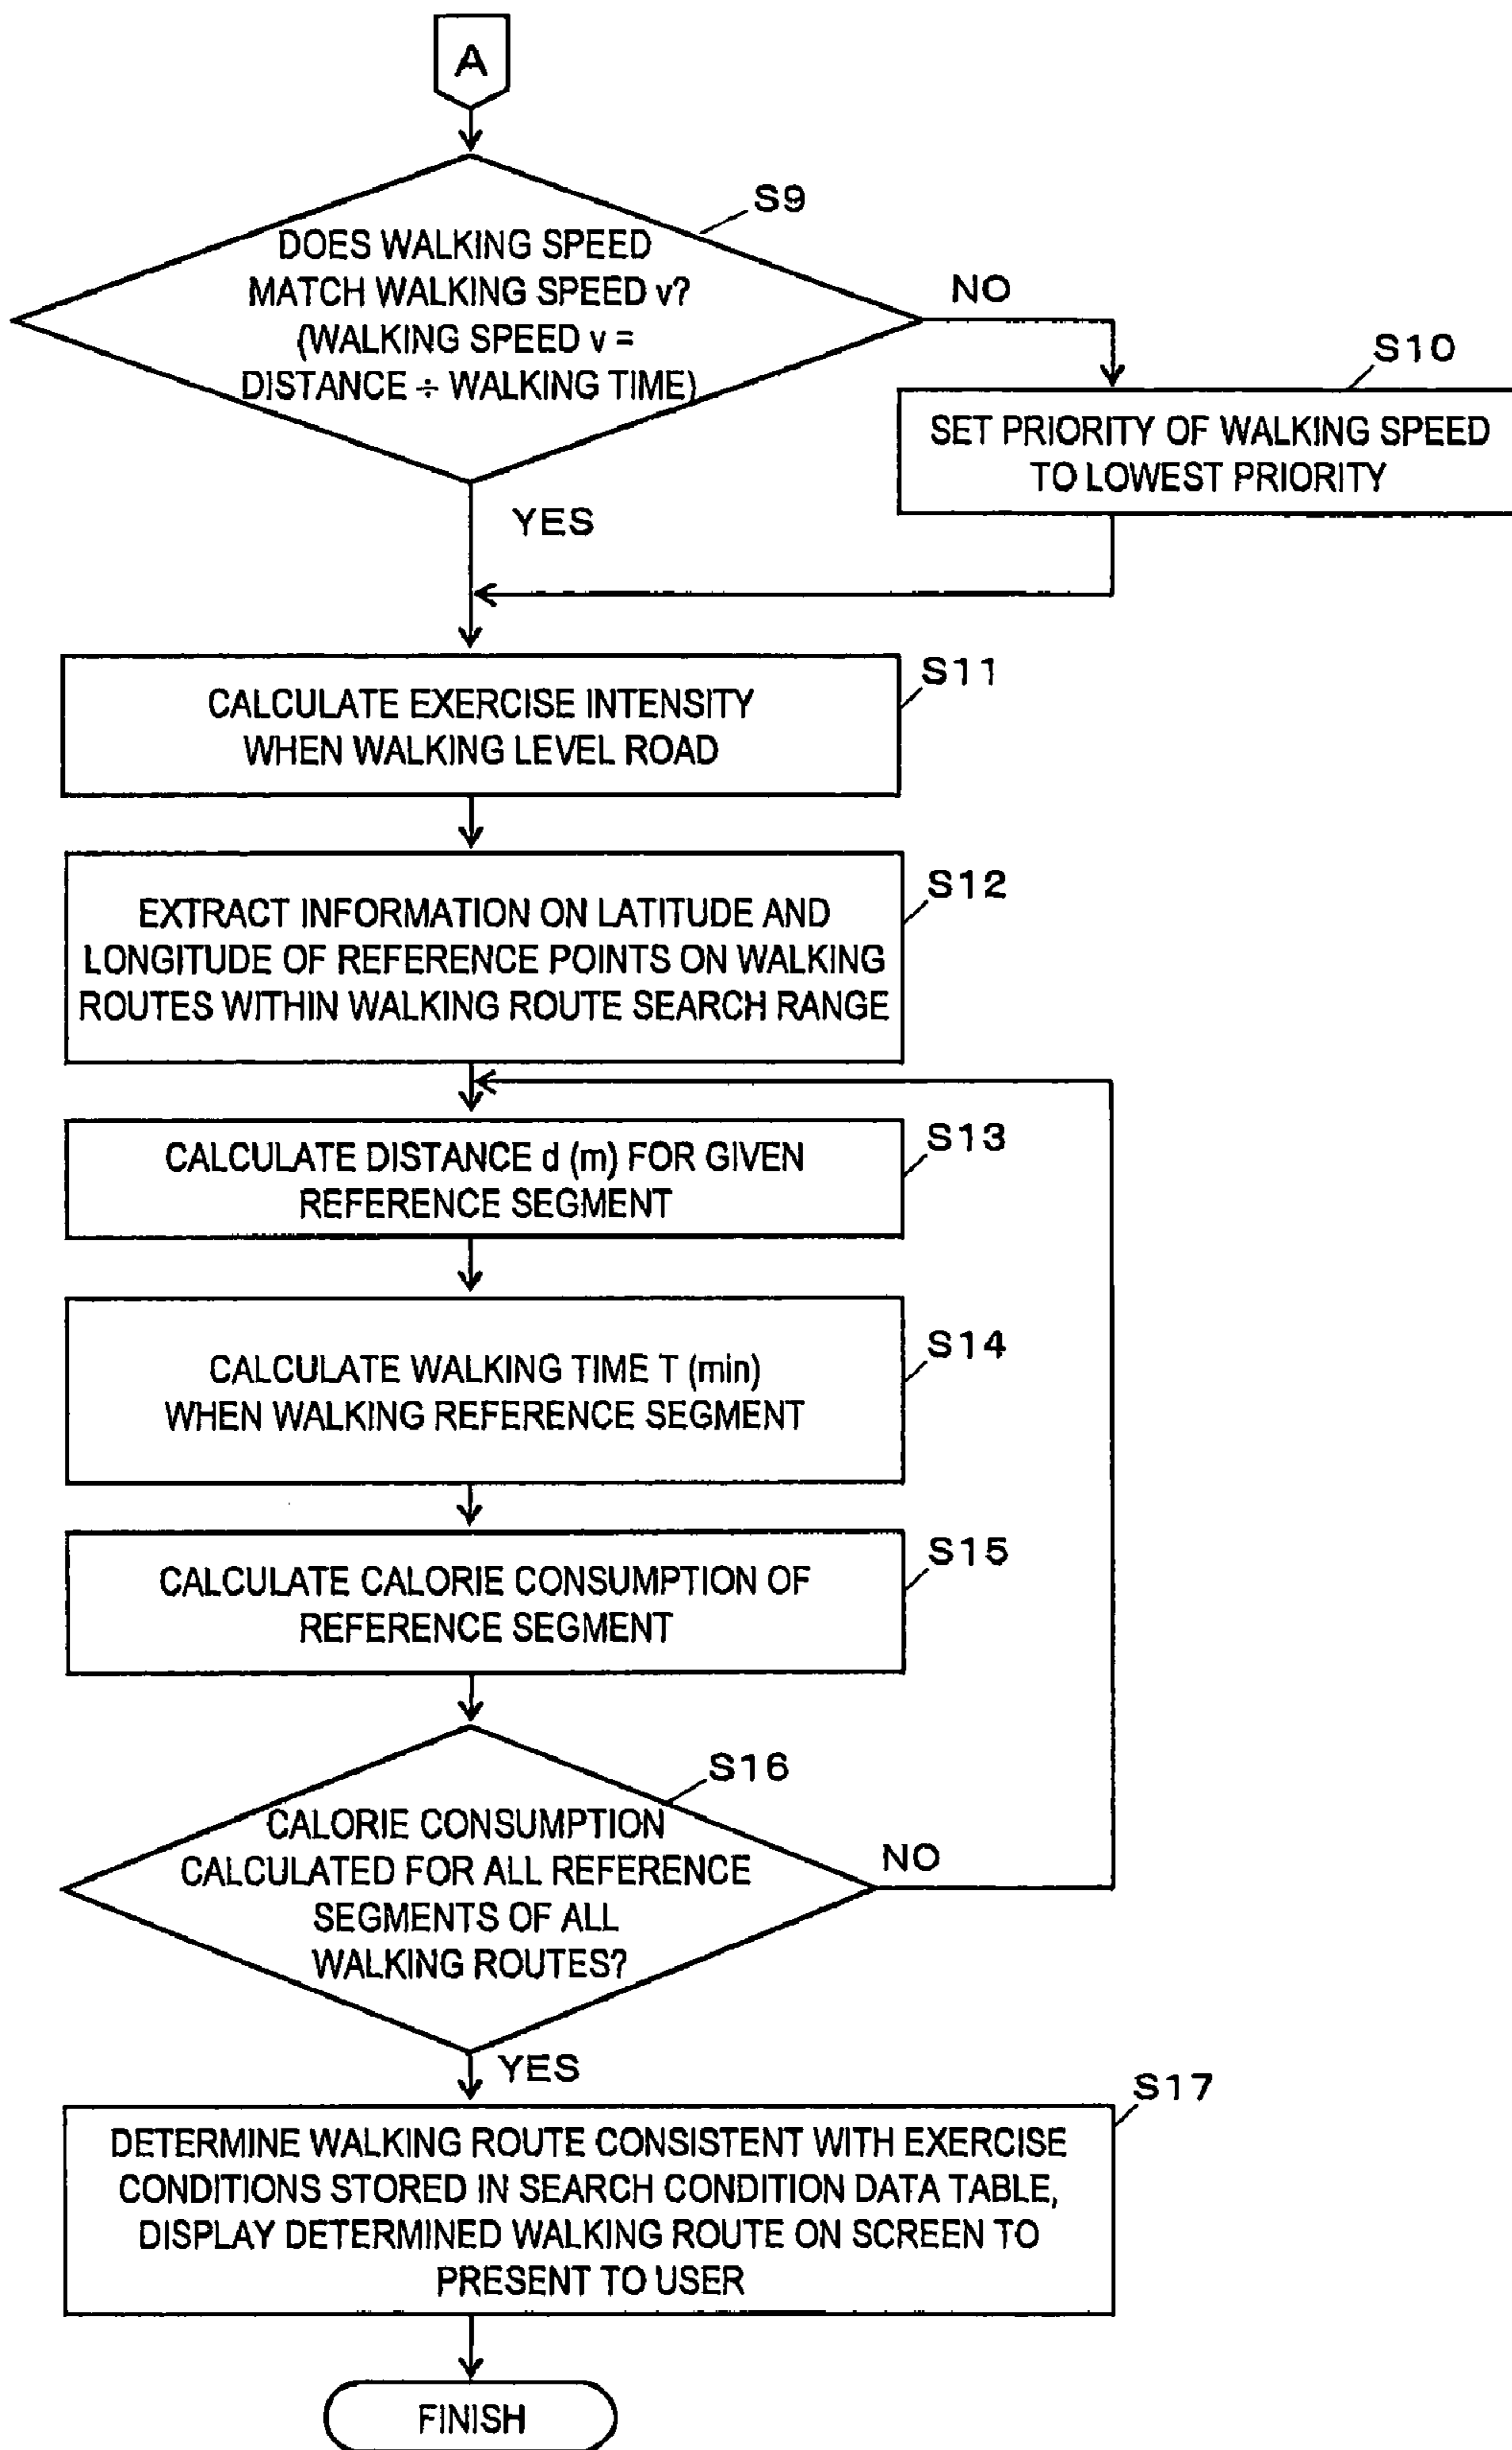 A
S9
DOES WALKING SPEED
MATCH WALKING SPEED v?
(WALKING SPEED v =
DISTANCE ÷ WALKING TIME)
NO
S10
SET PRIORITY OF WALKING SPEED
TO LOWEST PRIORITY
YES
S11
CALCULATE EXERCISE INTENSITY
WHEN WALKING LEVEL ROAD
S12
EXTRACT INFORMATION ON LATITUDE AND
LONGITUDE OF REFERENCE POINTS ON WALKING
ROUTES WITHIN WALKING ROUTE SEARCH RANGE
S13
CALCULATE DISTANCE d (m) FOR GIVEN
REFERENCE SEGMENT
S14
CALCULATE WALKING TIME T (min)
WHEN WALKING REFERENCE SEGMENT
S15
CALCULATE CALORIE CONSUMPTION OF
REFERENCE SEGMENT
S16
CALORIE CONSUMPTION
CALCULATED FOR ALL REFERENCE
SEGMENTS OF ALL
WALKING ROUTES?
NO
YES
S17
DETERMINE WALKING ROUTE CONSISTENT WITH EXERCISE
CONDITIONS STORED IN SEARCH CONDITION DATA TABLE,
DISPLAY DETERMINED WALKING ROUTE ON SCREEN TO
PRESENT TO USER
FINISH